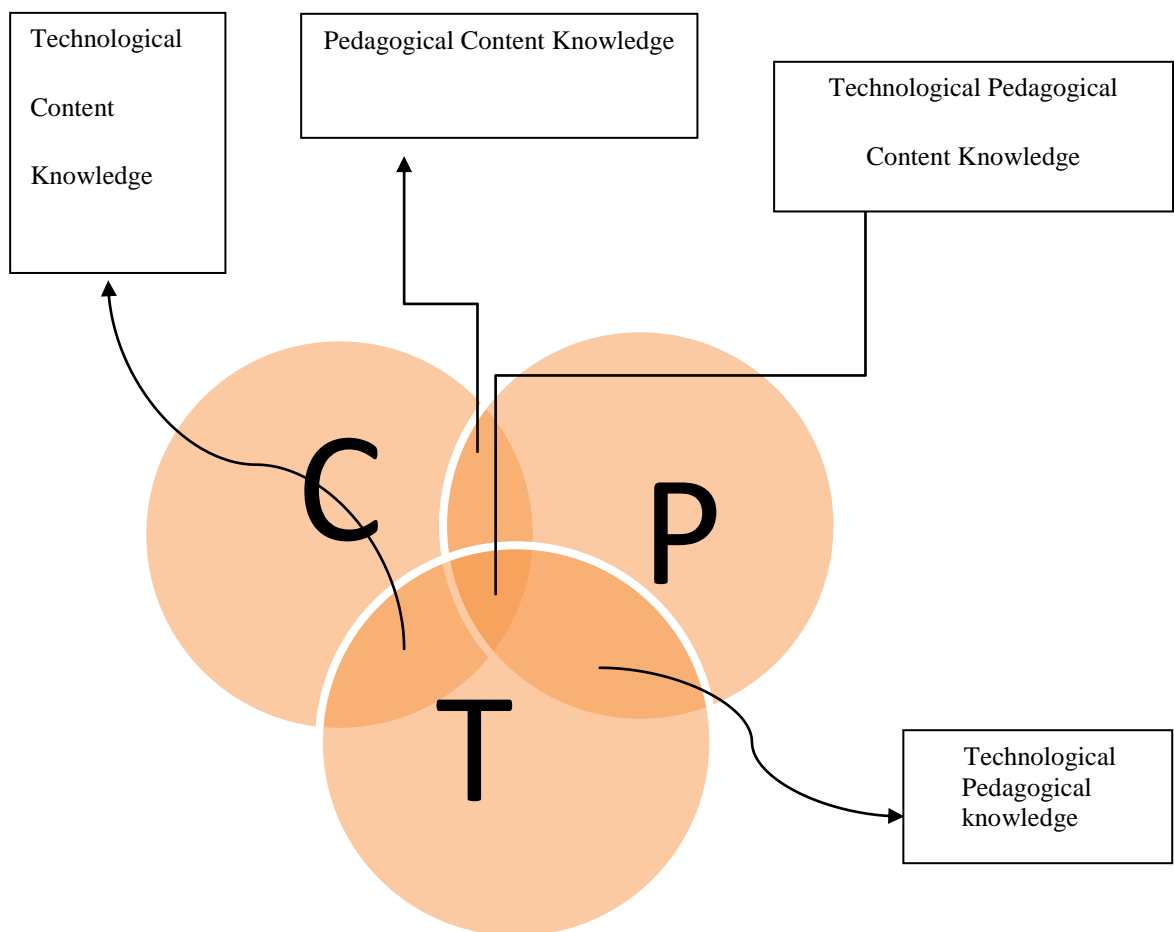 Technological
Content
Knowledge
Pedagogical Content Knowledge
Technological Pedagogical
Content Knowledge
C
P
T
Technological
Pedagogical
knowledge